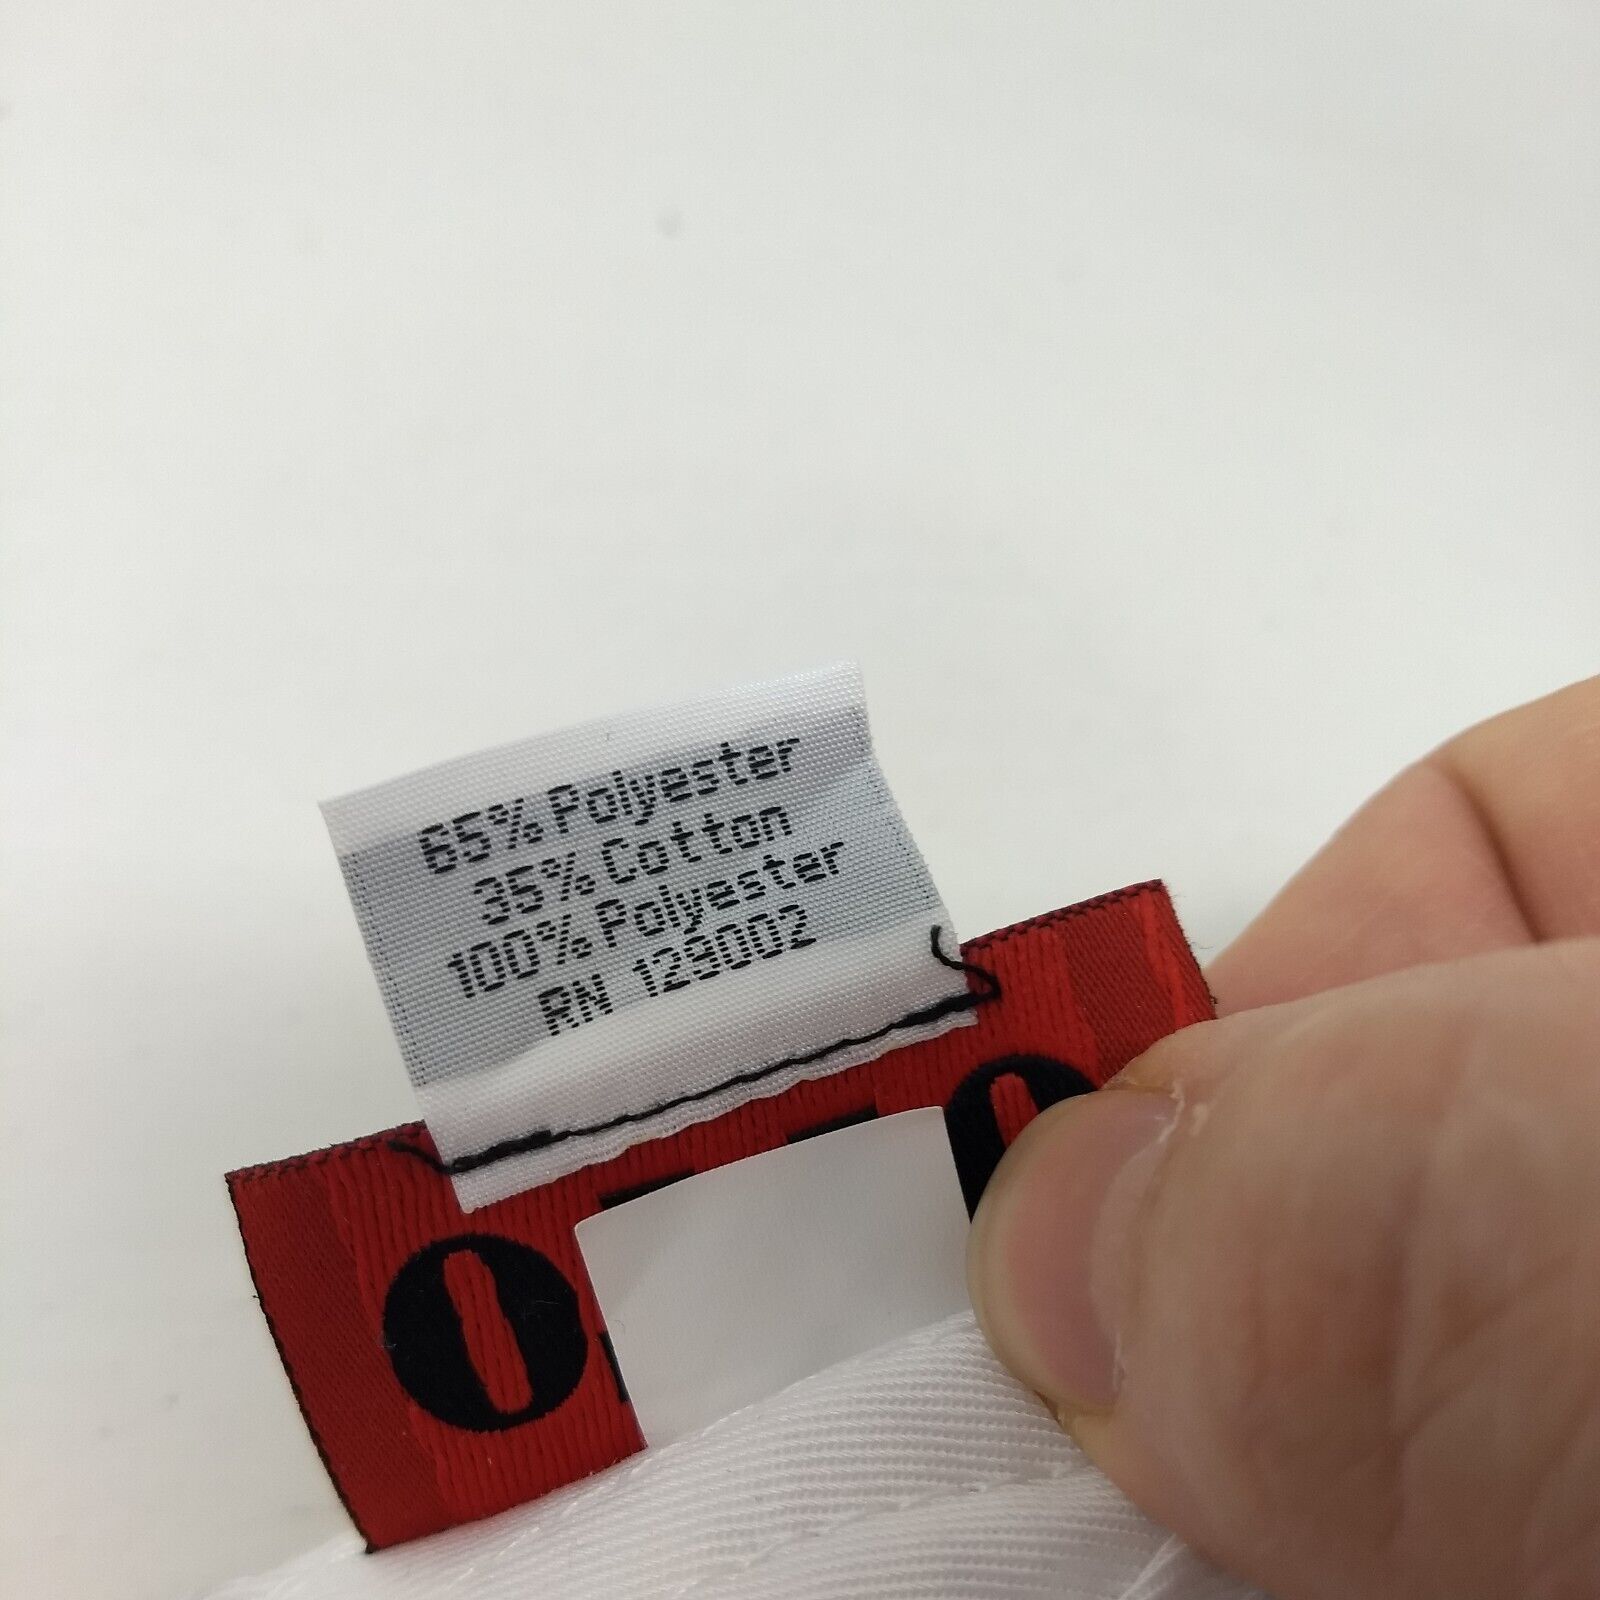 65% Polyester
35% Cotton
100% Polyester
RN 129002